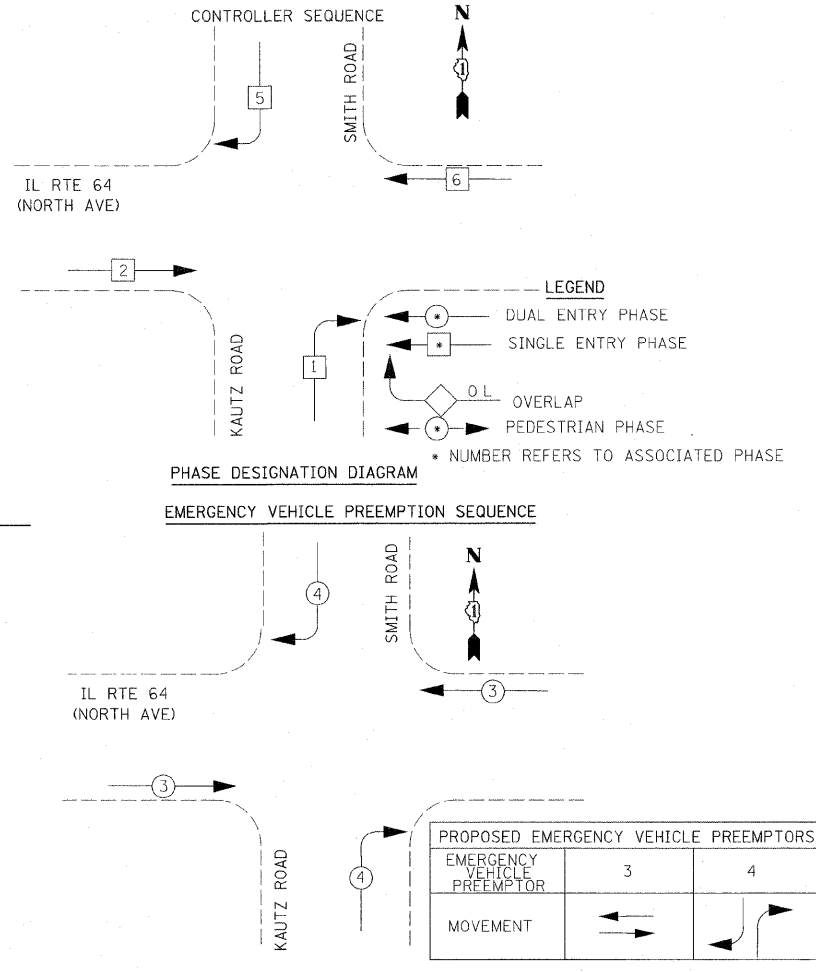 CONTROLLER SEQUENCE
N
1
5
SMITH ROAD
6
IL RTE 64
(NORTH AVE)
2
LEGEND
* DUAL ENTRY PHASE
* SINGLE ENTRY PHASE
1
KAUTZ ROAD
OL OVERLAP
* PEDESTRIAN PHASE
* NUMBER REFERS TO ASSOCIATED PHASE
PHASE DESIGNATION DIAGRAM
EMERGENCY VEHICLE PREEMPTION SEQUENCE
N
1
4
SMITH ROAD
3
IL RTE 64
(NORTH AVE)
3
4
KAUTZ ROAD
PROPOSED EMERGENCY VEHICLE PREEMPTORS
EMERGENCY
VEHICLE
PREEMPTOR
3
4
MOVEMENT